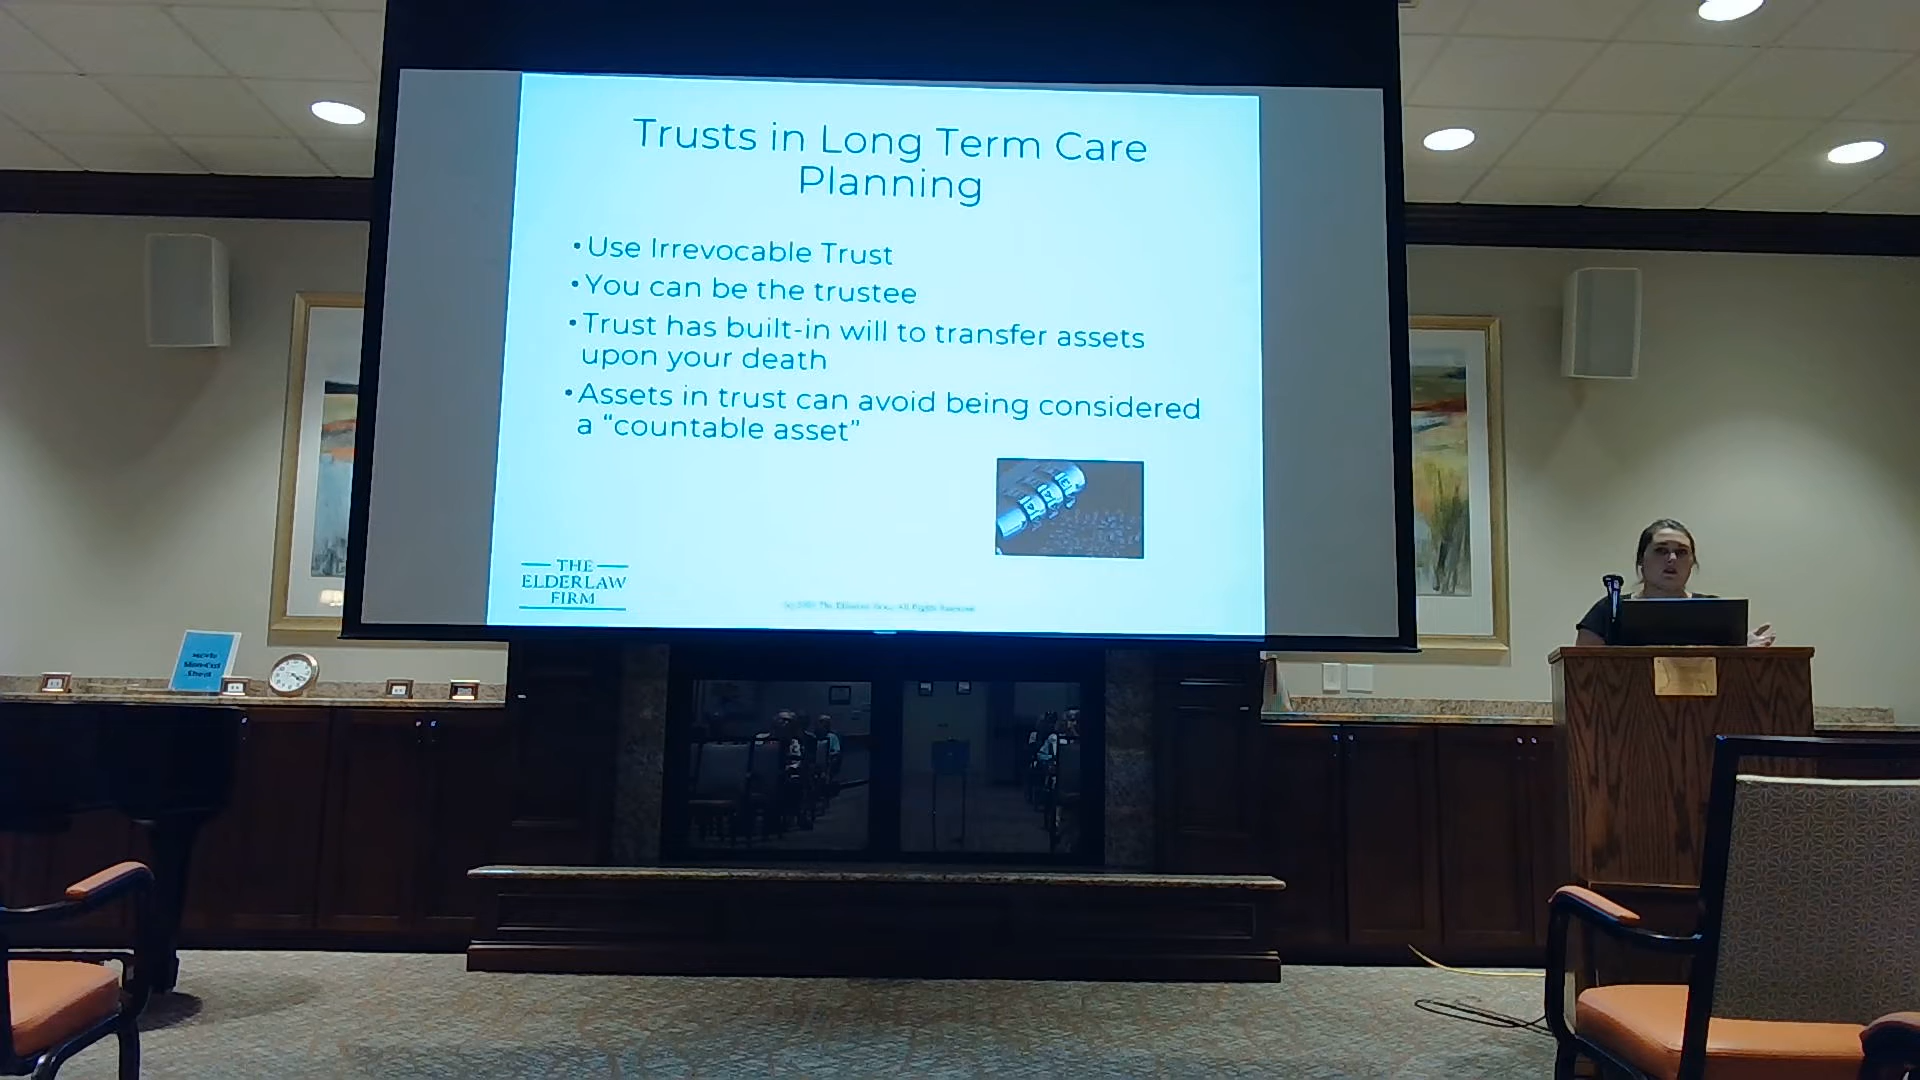 Trusts in Long Term Care
Planning
• Use Irrevocable Trust
• You can be the trustee
• Trust has built-in will to transfer assets
upon your death
• Assets in trust can avoid being considered
a “countable asset”
THE
ELDERLAW
FIRM